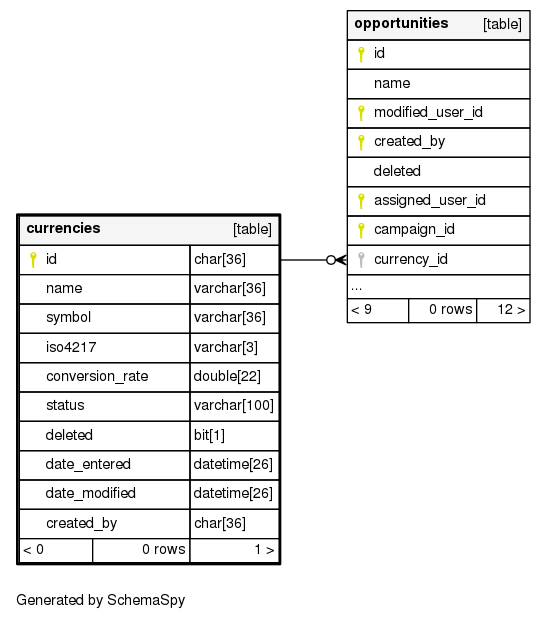 opportunities [table]
id
name
modified_user_id
created_by
deleted
assigned_user_id
campaign_id
currency_id
...
< 9 0 rows 12 >
currencies [table]
id char[36]
name varchar[36]
symbol varchar[36]
iso4217 varchar[3]
conversion_rate double[22]
status varchar[100]
deleted bit[1]
date_entered datetime[26]
date_modified datetime[26]
created_by char[36]
< 0 0 rows 1 >
Generated by SchemaSpy